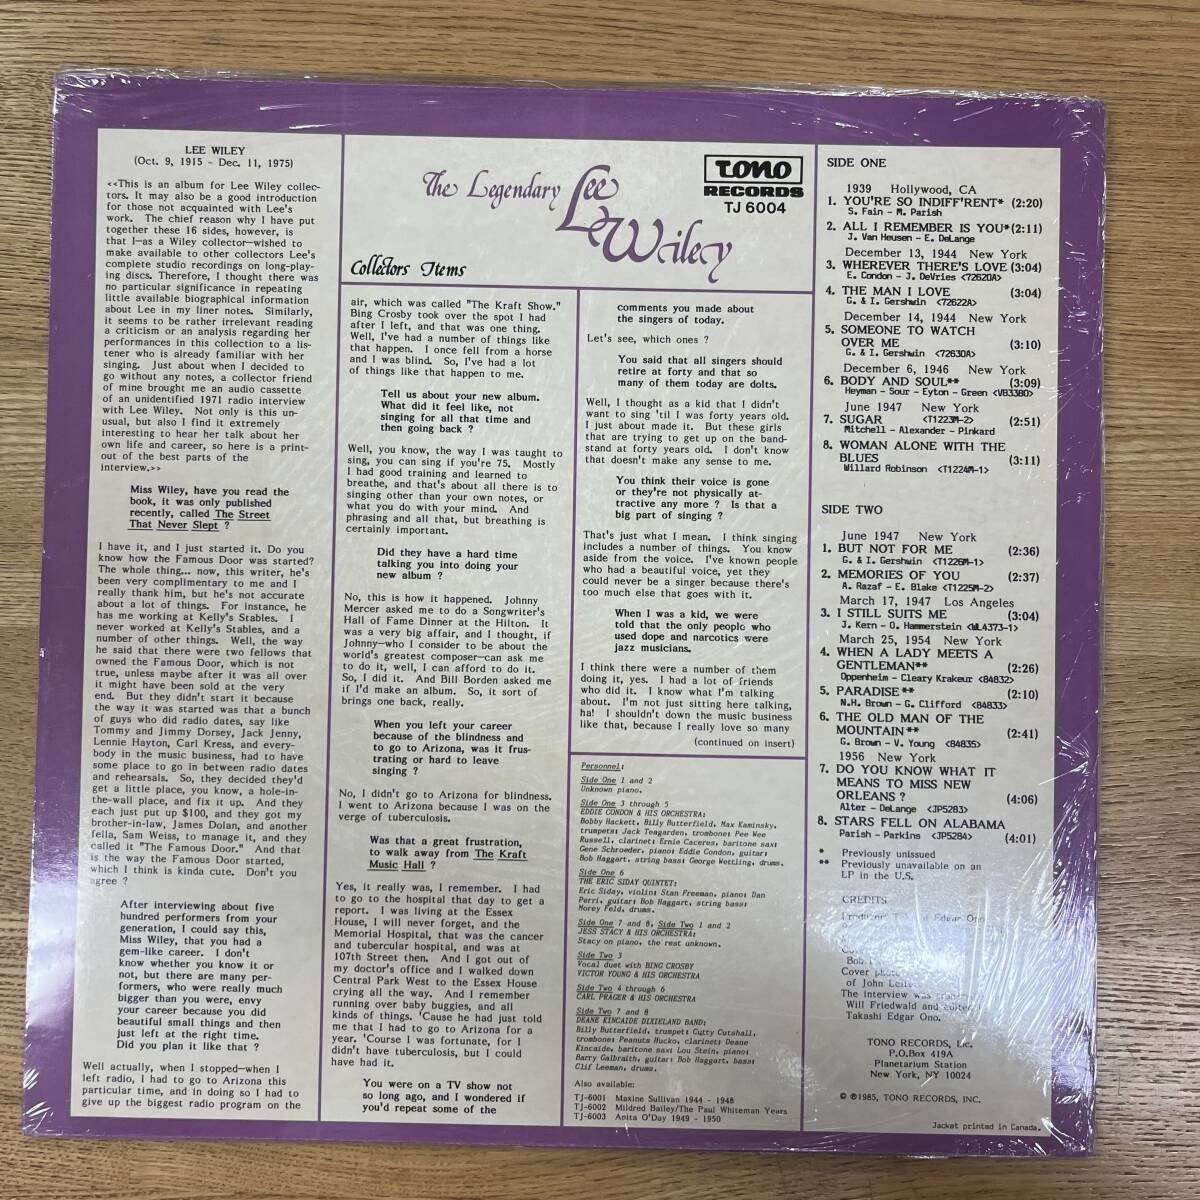 LEE WILEY
(Oct. 9, 1915 - Dec. 11, 1975)
<<This is an album for Lee Wiley collec-
tors. It may also be a good introduction
for those not acquainted with Lee's
work. The chief reason why I have put
together these 16 sides, however, is
that I—as a Wiley collector—wished to
make available to other collectors Lee's
complete studio recordings on long-play-
ing discs. Therefore, I thought there was
no particular significance in repeating
little available biographical information
about Lee in my liner notes. Similarly,
it seems to be rather irrelevant reading
a criticism or an analysis regarding her
performances in this collection to a lis-
tener who is already familiar with her
singing. Just about when I decided to
go without any notes, a collector friend
of mine brought me an audio cassette
of an unidentified 1971 radio interview
with Lee Wiley. Not only is this un-
usual, but also I find it extremely
interesting to hear her talk about her
own life and career, so here is a print-
out of the best parts of the
interview.>>
Miss Wiley, have you read the
book, it was only published
recently, called The Street
That Never Slept ?
I have it, and I just started it. Do you
know how the Famous Door was started?
The whole thing... now, this writer, he's
been very complimentary to me and I
really thank him, but he's not accurate
about a lot of things. For instance, he
has me working at Kelly's Stables. I
never worked at Kelly's Stables, and a
number of other things. Well, the way
he said that there were two fellows that
owned the Famous Door, which is not
true, unless maybe after it was all over
it might have been sold at the very
end. But they didn't start it because
the way it was started was that a bunch
of guys who did radio dates, say like
Tommy and Jimmy Dorsey, Jack Jenny,
Lennie Hayton, Carl Kress, and every-
body in the music business, had to have
some place to go in between radio dates
and rehearsals. So, they decided they'd
get a little place, you know, a hole-in-
the-wall place, and fix it up. And they
each just put up $100, and they got my
brother-in-law, James Dolan, and another
fella, Sam Weiss, to manage it, and they
called it "The Famous Door." And that
is the way the Famous Door started,
which I think is kinda cute. Don't you
agree ?
After interviewing about five
hundred performers from your
generation, I could say this,
Miss Wiley, that you had a
gem-like career. I don't
know whether you know it or
not, but there are many per-
formers, who were really much
bigger than you were, envy
your career because you did
beautiful small things and then
just left at the right time.
Did you plan it like that ?
Well actually, when I stopped—when I
left radio, I had to go to Arizona this
particular time, and in doing so I had to
give up the biggest radio program on the
The Legendary Lee Wiley
Collectors Items
TONO
RECORDS
TJ 6004
air, which was called "The Kraft Show."
Bing Crosby took over the spot I had
after I left, and that was one thing.
Well, I've had a number of things like
that happen. I once fell from a horse
and I was blind. So, I've had a lot
of things like that happen to me.
Tell us about your new album.
What did it feel like, not
singing for all that time and
then going back ?
Well, you know, the way I was taught to
sing, you can sing if you're 75. Mostly
I had good training and learned to
breathe, and that's about all there is to
singing other than your own notes, or
what you do with your mind. And
phrasing and all that, but breathing is
certainly important.
Did they have a hard time
talking you into doing your
new album ?
No, this is how it happened. Johnny
Mercer asked me to do a Songwriter's
Hall of Fame Dinner at the Hilton. It
was a very big affair, and I thought, if
Johnny—who I consider to be about the
world's greatest composer—can ask me
to do it, well, I can afford to do it.
So, I did it. And Bill Borden asked me
if I'd make an album. So, it sort of
brings one back, really.
When you left your career
because of the blindness and
to go to Arizona, was it frus-
trating or hard to leave
singing ?
No, I didn't go to Arizona for blindness.
I went to Arizona because I was on the
verge of tuberculosis.
Was that a great frustration,
to walk away from The Kraft
Music Hall ?
Yes, it really was, I remember. I had
to go to the hospital that day to get a
report. I was living at the Essex
House, I will never forget, and the
Memorial Hospital, that was the cancer
and tubercular hospital, and was at
107th Street then. And I got out of
my doctor's office and I walked down
Central Park West to the Essex House
crying all the way. And I remember
running over baby buggies, and all
kinds of things. 'Cause he had just told
me that I had to go to Arizona for a
year. 'Course I was fortunate, for I
didn't have tuberculosis, but I could
have had it.
You were on a TV show not
so long ago, and I wondered if
you'd repeat some of the
comments you made about
the singers of today.
Let's see, which ones ?
You said that all singers should
retire at forty and that so
many of them today are dolts.
Well, I thought as a kid that I didn't
want to sing 'til I was forty years old.
I just about made it. But these girls
that are trying to get up on the band-
stand at forty years old. I don't know
that doesn't make any sense to me.
You think their voice is gone
or they're not physically at-
tractive any more ? Is that a
big part of singing ?
That's just what I mean. I think singing
includes a number of things. You know
aside from the voice. I've known people
who had a beautiful voice, yet they
could never be a singer because there's
too much else that goes with it.
When I was a kid, we were
told that the only people who
used dope and narcotics were
jazz musicians.
I think there were a number of them
doing it, yes. I had a lot of friends
who did it. I know what I'm talking
about. I'm not just sitting here talking,
ha! I shouldn't down the music business
like that, because I really love so many
(continued on insert)
Personnel:
Side One 1 and 2
Unknown piano.
Side One 3 through 5
EDDIE CONDON & HIS ORCHESTRA:
Bobby Hackett, Billy Butterfield, Max Kaminsky,
trumpets; Jack Teagarden, trombone; Pee Wee
Russell, clarinet; Ernie Caceres, baritone sax;
Gene Schroeder, piano; Eddie Condon, guitar;
Bob Haggart, string bass; George Wettling, drums.
Side One 6
THE ERIC SIDAY QUINTET:
Eric Siday, violin; Stan Freeman, piano; Dan
Perri, guitar; Bob Haggart, string bass;
Morey Feld, drums.
Side One 7 and 8, Side Two 1 and 2
JESS STACY & HIS ORCHESTRA:
Stacy on piano, the rest unknown.
Side Two 3
Vocal duet with BING CROSBY
VICTOR YOUNG & HIS ORCHESTRA
Side Two 4 through 6
CARL PRAGER & HIS ORCHESTRA
Side Two 7 and 8
DEANE KINCAIDE DIXIELAND BAND:
Billy Butterfield, trumpet; Cutty Cutshall,
trombone; Peanuts Hucko, clarinet; Deane
Kincaide, baritone sax; Lou Stein, piano;
Barry Galbraith, guitar; Bob Haggart, bass;
Clif Leeman, drums.
Also available:
TJ-6001 Maxine Sullivan 1944 - 1948
TJ-6002 Mildred Bailey/The Paul Whiteman Years
TJ-6003 Anita O'Day 1949 - 1950
SIDE ONE
1939 Hollywood, CA
1. YOU'RE SO INDIFF'RENT* (2:20)
S. Fain - M. Parish
2. ALL I REMEMBER IS YOU* (2:11)
J. Van Heusen - E. DeLange
December 13, 1944 New York
3. WHEREVER THERE'S LOVE (3:04)
E. Condon - J. DeVries <72620A>
4. THE MAN I LOVE (3:04)
G. & I. Gershwin <72622A>
December 14, 1944 New York
5. SOMEONE TO WATCH
OVER ME (3:10)
G. & I. Gershwin <72630A>
December 6, 1946 New York
6. BODY AND SOUL** (3:09)
Heyman - Sour - Eyton - Green <V83380>
June 1947 New York
7. SUGAR <T1223M-2> (2:51)
Mitchell - Alexander - Pinkard
8. WOMAN ALONE WITH THE
BLUES (3:11)
Willard Robinson <T1224M-1>
SIDE TWO
June 1947 New York
1. BUT NOT FOR ME (2:36)
G. & I. Gershwin <T1226M-1>
2. MEMORIES OF YOU (2:37)
A. Razaf - E. Blake <T1225M-2>
March 17, 1947 Los Angeles
3. I STILL SUITS ME (3:04)
J. Kern - O. Hammerstein <WL4373-1>
March 25, 1954 New York
4. WHEN A LADY MEETS A
GENTLEMAN** (2:26)
Oppenheim - Cleary Krakeur <84832>
5. PARADISE** (2:10)
N.H. Brown - G. Clifford <84833>
6. THE OLD MAN OF THE
MOUNTAIN** (2:41)
G. Brown - V. Young <84835>
1956 New York
7. DO YOU KNOW WHAT IT
MEANS TO MISS NEW
ORLEANS ? (4:06)
Alter - DeLange <JP5283>
8. STARS FELL ON ALABAMA
Parish - Parkins <JP5284> (4:01)
* Previously unissued
** Previously unavailable on an
LP in the U.S.
CREDITS
Edgar Ono
Cover
of John
The interview was
Will Friedwald and
Takashi Edgar Ono.
TONO RECORDS, Inc.
P.O.Box 419A
Planetarium Station
New York, NY 10024
© ℗1985, TONO RECORDS, INC.
Jacket printed in Canada.